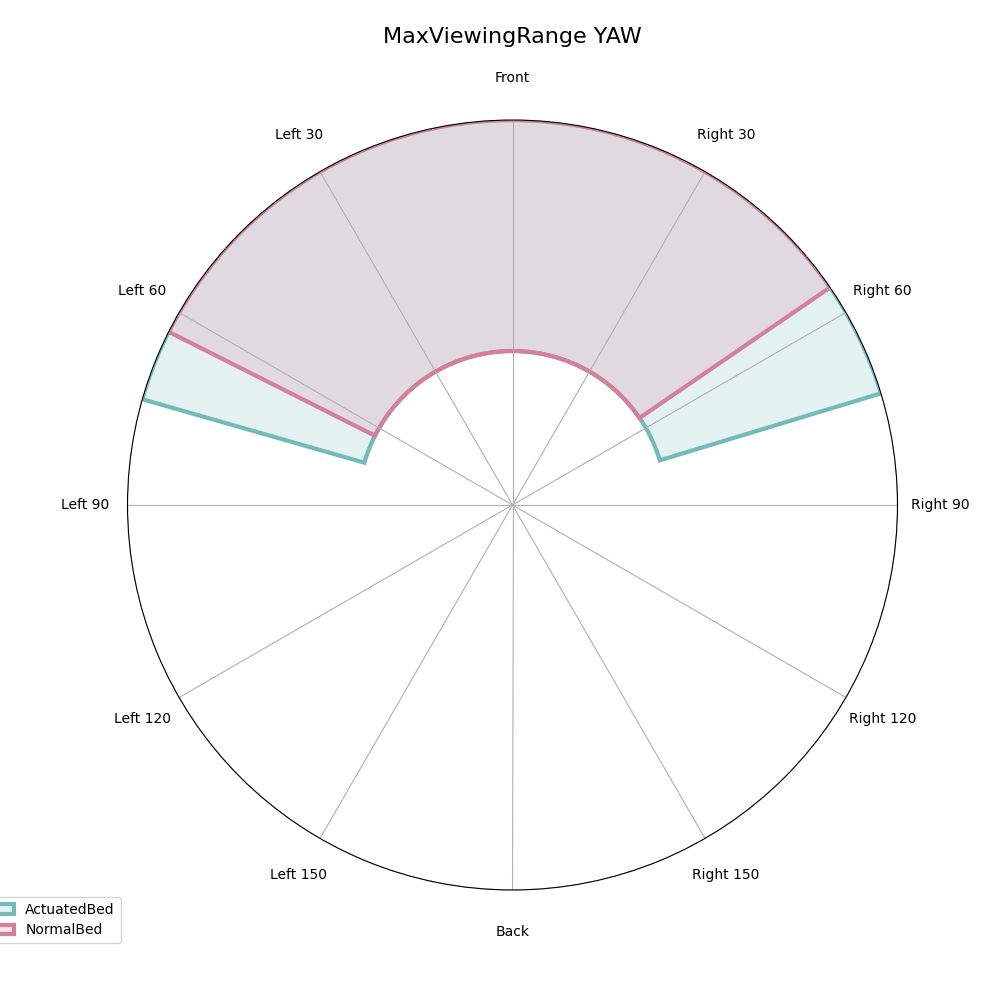 MaxViewingRange YAW
Front
Left 30
Right 30
Left 60
Right 60
Left 90
Right 90
Left 120
Right 120
Left 150
Right 150
Back
ActuatedBed
NormalBed